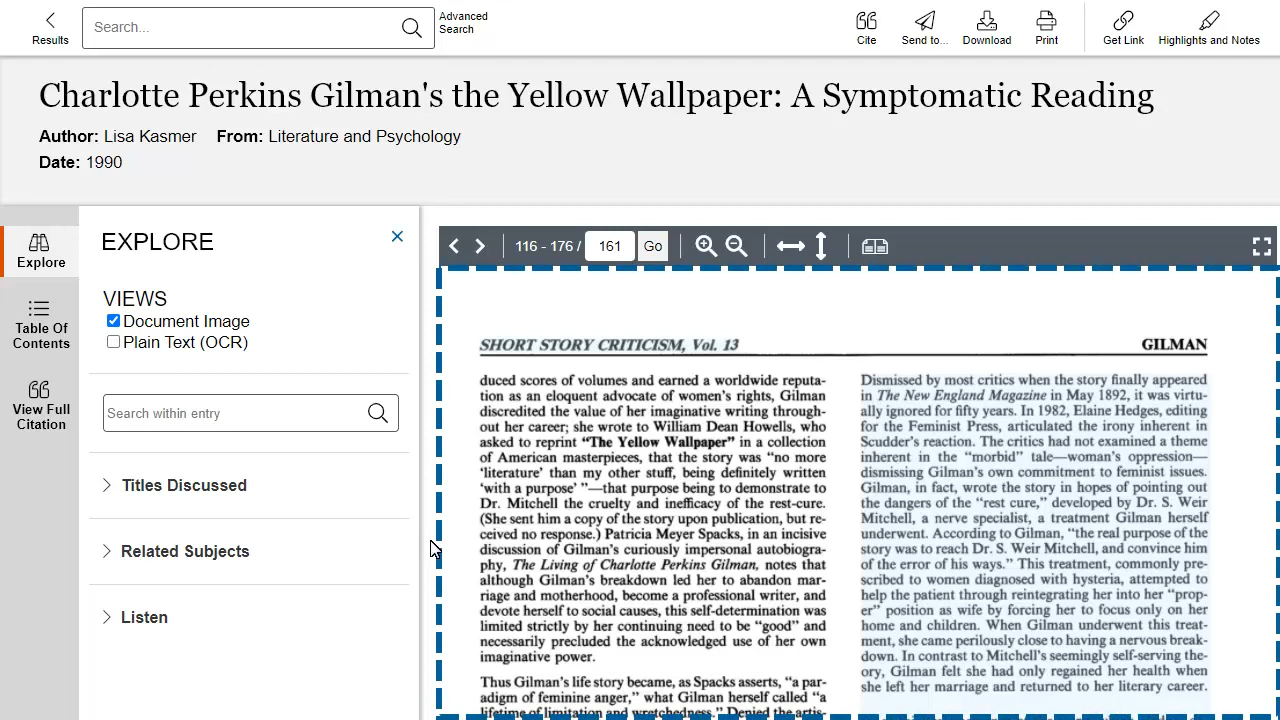 Results
Search...
Advanced
Search
Cite
Send to...
Download
Print
Get Link
Highlights and Notes
Charlotte Perkins Gilman's the Yellow Wallpaper: A Symptomatic Reading
Author: Lisa Kasmer From: Literature and Psychology
Date: 1990
Explore
Table Of
Contents
View Full
Citation
EXPLORE
VIEWS
Document Image
Plain Text (OCR)
Search within entry
Titles Discussed
Related Subjects
Listen
116 - 176 / 161 Go
SHORT STORY CRITICISM, Vol. 13
GILMAN
duced scores of volumes and earned a worldwide reputa-
tion as an eloquent advocate of women's rights, Gilman
discredited the value of her imaginative writing through-
out her career; she wrote to William Dean Howells, who
asked to reprint “The Yellow Wallpaper” in a collection
of American masterpieces, that the story was “no more
‘literature’ than my other stuff, being definitely written
‘with a purpose’ ”—that purpose being to demonstrate to
Dr. Mitchell the cruelty and inefficacy of the rest-cure.
(She sent him a copy of the story upon publication, but re-
ceived no response.) Patricia Meyer Spacks, in an incisive
discussion of Gilman's curiously impersonal autobiogra-
phy, The Living of Charlotte Perkins Gilman, notes that
although Gilman's breakdown led her to abandon mar-
riage and motherhood, become a professional writer, and
devote herself to social causes, this self-determination was
limited strictly by her continuing need to be “good” and
necessarily precluded the acknowledged use of her own
imaginative power.
Thus Gilman's life story became, as Spacks asserts, “a par-
adigm of feminine anger,” what Gilman herself called “a
lifetime of limitation and wretchedness.” Denied the artis-
Dismissed by most critics when the story finally appeared
in The New England Magazine in May 1892, it was virtu-
ally ignored for fifty years. In 1982, Elaine Hedges, editing
for the Feminist Press, articulated the irony inherent in
Scudder's reaction. The critics had not examined a theme
inherent in the “morbid” tale—woman's oppression—
dismissing Gilman's own commitment to feminist issues.
Gilman, in fact, wrote the story in hopes of pointing out
the dangers of the “rest cure,” developed by Dr. S. Weir
Mitchell, a nerve specialist, a treatment Gilman herself
underwent. According to Gilman, “the real purpose of the
story was to reach Dr. S. Weir Mitchell, and convince him
of the error of his ways.” This treatment, commonly pre-
scribed to women diagnosed with hysteria, attempted to
help the patient through reintegrating her into her “prop-
er” position as wife by forcing her to focus only on her
home and children. When Gilman underwent this treat-
ment, she came perilously close to having a nervous break-
down. In contrast to Mitchell's seemingly self-serving the-
ory, Gilman felt she had only regained her health when
she left her marriage and returned to her literary career.